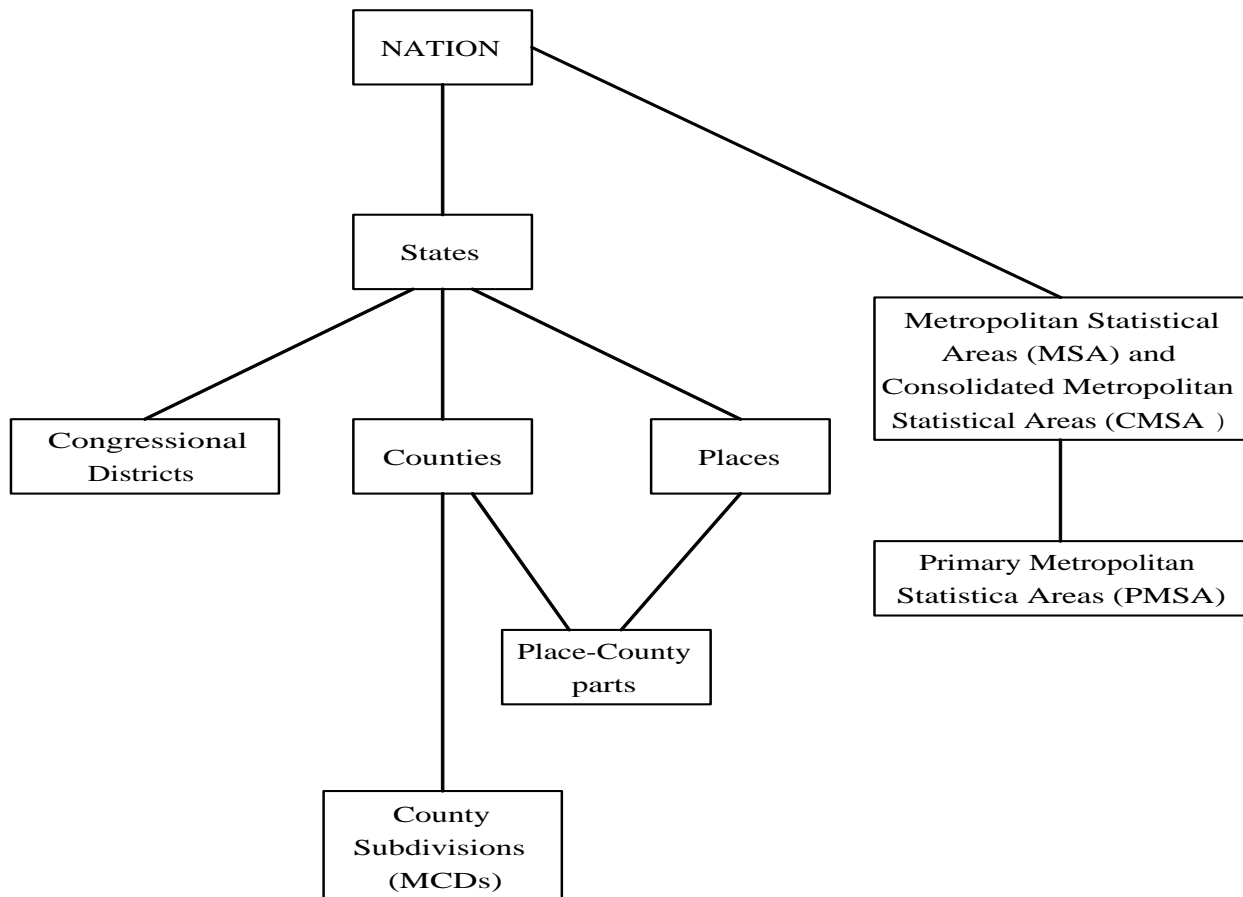 NATION
States
Metropolitan Statistical
Areas (MSA) and
Consolidated Metropolitan
Statistical Areas (CMSA )
Congressional
Districts
Counties
Places
Primary Metropolitan
Statistica Areas (PMSA)
Place-County
parts
County
Subdivisions
(MCDs)